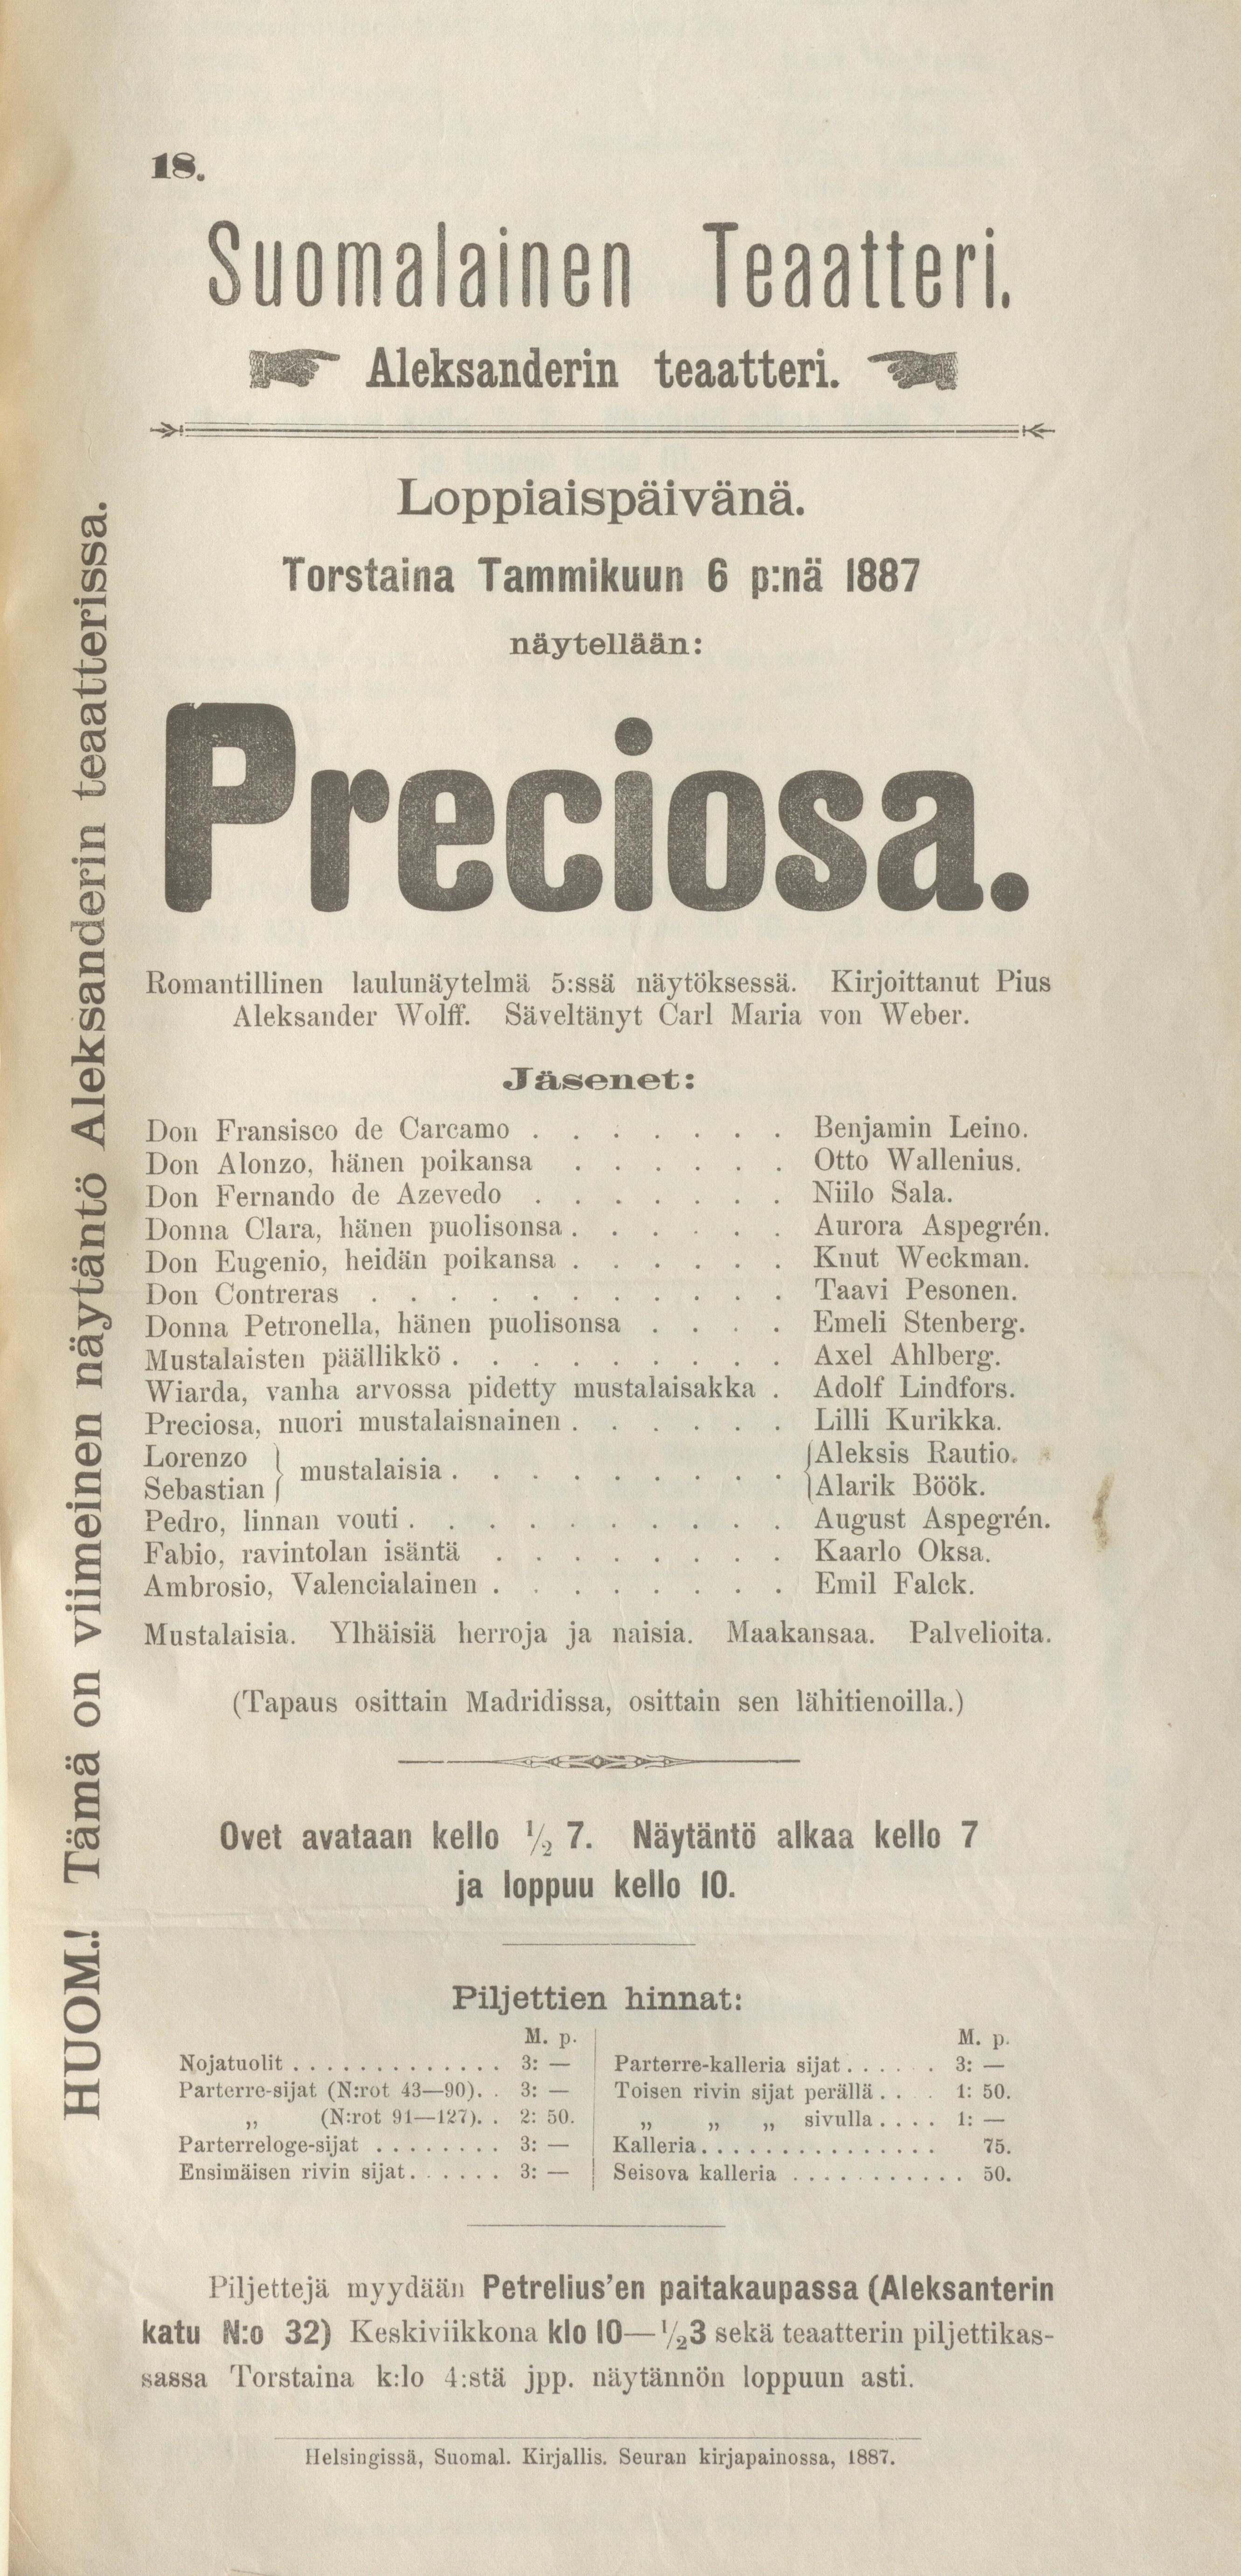 18.
Suomalainen Teaatteri.
Aleksanderin teaatteri.
Loppiaispäivänä.
Torstaina Tammikuun 6 p:nä 1887
näytellään:
Preciosa.
Romantillinen laulunäytelmä 5:ssä näytöksessä. Kirjoittanut Pius
Aleksander Wolff. Säveltänyt Carl Maria von Weber.
Jäsenet:
Don Fransisco de Carcamo . . . . . . . Benjamin Leino.
Don Alonzo, hänen poikansa . . . . . . Otto Wallenius.
Don Fernando de Azevedo . . . . . . . Niilo Sala.
Donna Clara, hänen puolisonsa . . . . . . Aurora Aspegrén.
Don Eugenio, heidän poikansa . . . . . . Knut Weckman.
Don Contreras . . . . . . . . . . Taavi Pesonen.
Donna Petronella, hänen puolisonsa . . . . Emeli Stenberg.
Mustalaisten päällikkö . . . . . . . . . Axel Ahlberg.
Wiarda, vanha arvossa pidetty mustalaisakka . Adolf Lindfors.
Preciosa, nuori mustalaisnainen . . . . . . Lilli Kurikka.
Lorenzo } mustalaisia . . . . . . . . . { Aleksis Rautio.
Sebastian } { Alarik Böök.
Pedro, linnan vouti . . . . . . . . . . August Aspegrén.
Fabio, ravintolan isäntä . . . . . . . . Kaarlo Oksa.
Ambrosio, Valencialainen . . . . . . . . Emil Falck.
Mustalaisia. Ylhäisiä herroja ja naisia. Maakansaa. Palvelioita.
(Tapaus osittain Madridissa, osittain sen lähitienoilla.)
Ovet avataan kello 1/2 7. Näytäntö alkaa kello 7
ja loppuu kello 10.
Piljettien hinnat:
M. p.
Nojatuolit . . . . . . . . . . . . . 3: —
Parterre-sijat (N:rot 43—90). . 3: —
„ (N:rot 91—127). . 2: 50.
Parterreloge-sijat . . . . . . . . 3: —
Ensimäisen rivin sijat. . . . . . . 3: —
M. p.
Parterre-kalleria sijat . . . . . . 3: —
Toisen rivin sijat perällä . . . 1: 50.
„ „ „ sivulla . . . . 1: —
Kalleria. . . . . . . . . . . . . . . 75.
Seisova kalleria . . . . . . . . . . . 50.
Piljettejä myydään Petrelius'en paitakaupassa (Aleksanterin
katu N:o 32) Keskiviikkona klo 10—1/2 3 sekä teaatterin piljettikas-
sassa Torstaina k:lo 4:stä jpp. näytännön loppuun asti.
Helsingissä, Suomal. Kirjallis. Seuran kirjapainossa, 1887.
HUOM.! Tämä on viimeinen näytäntö Aleksanderin teaatterissa.